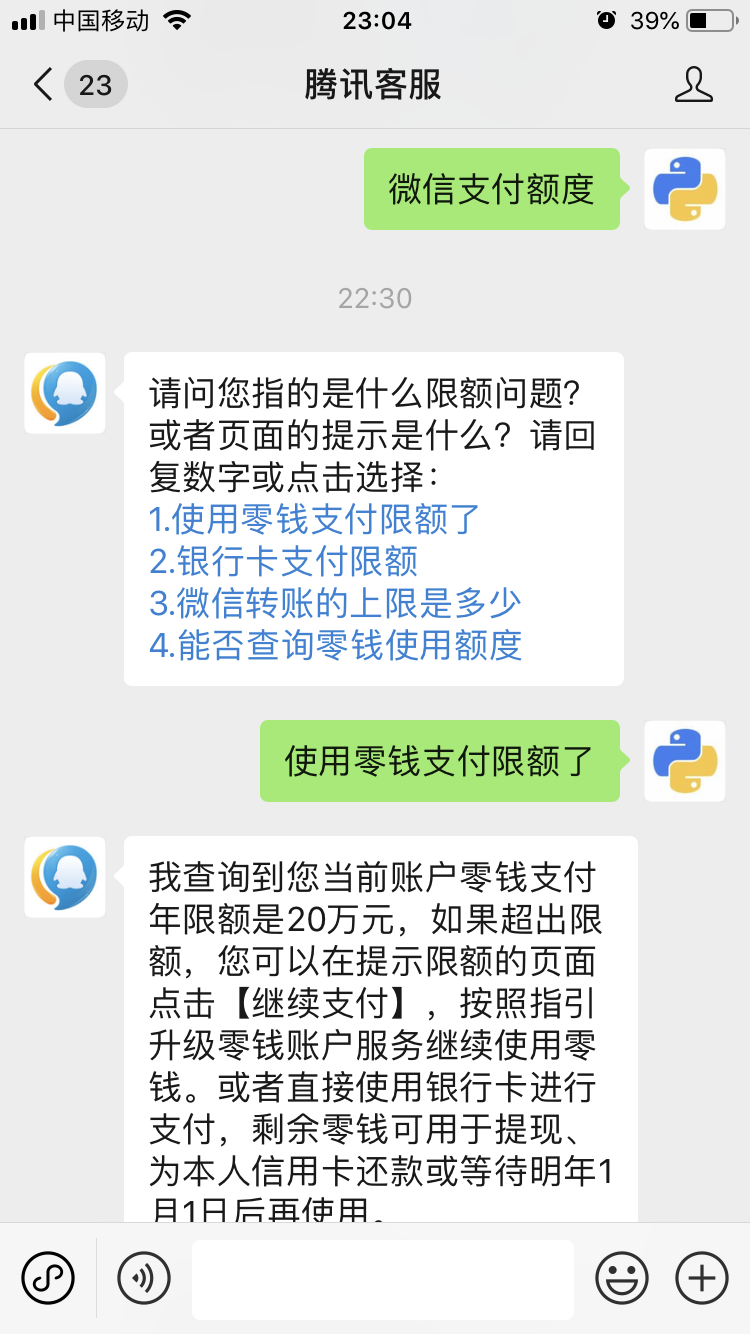 中国移动 23:04 39%
23 腾讯客服
微信支付额度
22:30
请问您指的是什么限额问题?
或者页面的提示是什么？请回
复数字或点击选择：
1.使用零钱支付限额了
2.银行卡支付限额
3.微信转账的上限是多少
4.能否查询零钱使用额度
使用零钱支付限额了
我查询到您当前账户零钱支付
年限额是20万元，如果超出限
额，您可以在提示限额的页面
点击【继续支付】，按照指引
升级零钱账户服务继续使用零
钱。或者直接使用银行卡进行
支付，剩余零钱可用于提现、
为本人信用卡还款或等待明年1
月1日后再使用。